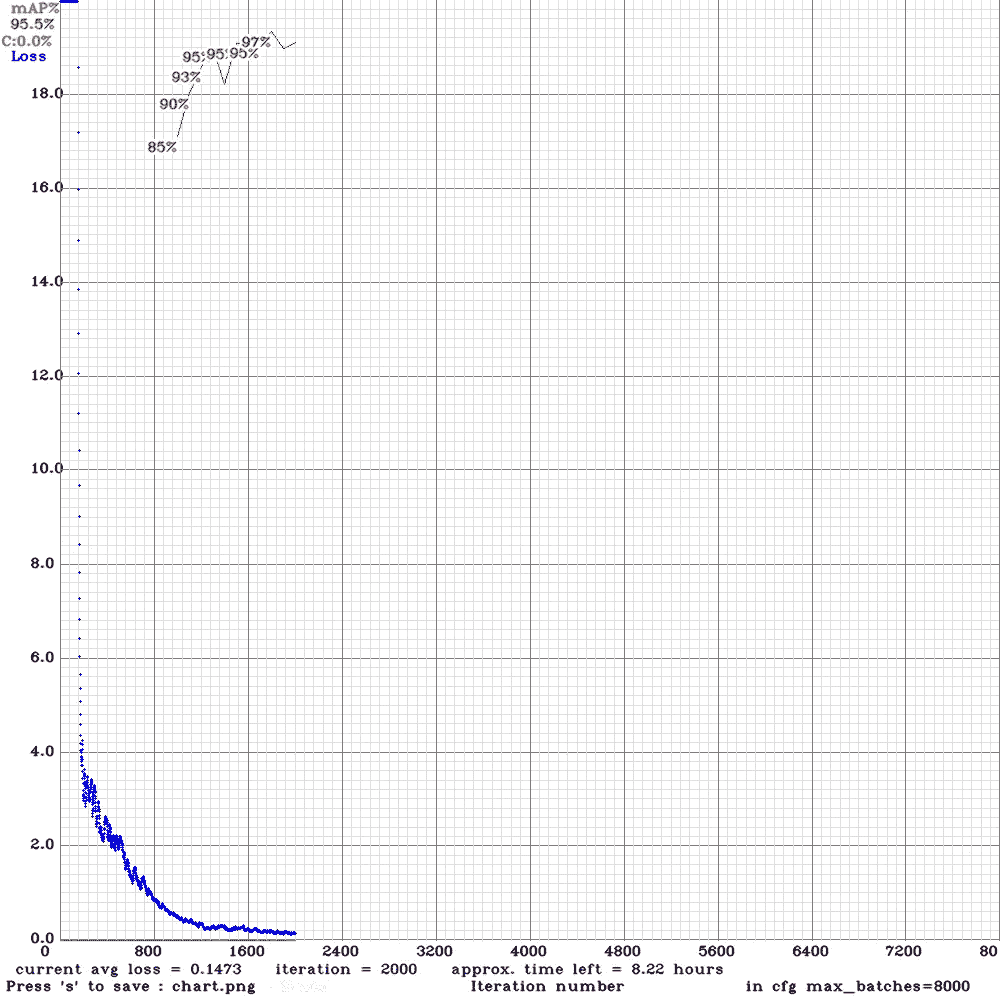 mAP%
95.5%
C:0.0%
Loss
97%
95%
95%
93%
90%
85%
18.0
16.0
14.0
12.0
10.0
8.0
6.0
4.0
2.0
0.0
0 800 1600 2400 3200 4000 4800 5600 6400 7200 80
current avg loss = 0.1473 iteration = 2000 approx. time left = 8.22 hours
Press 's' to save : chart.png Iteration number in cfg max_batches=8000